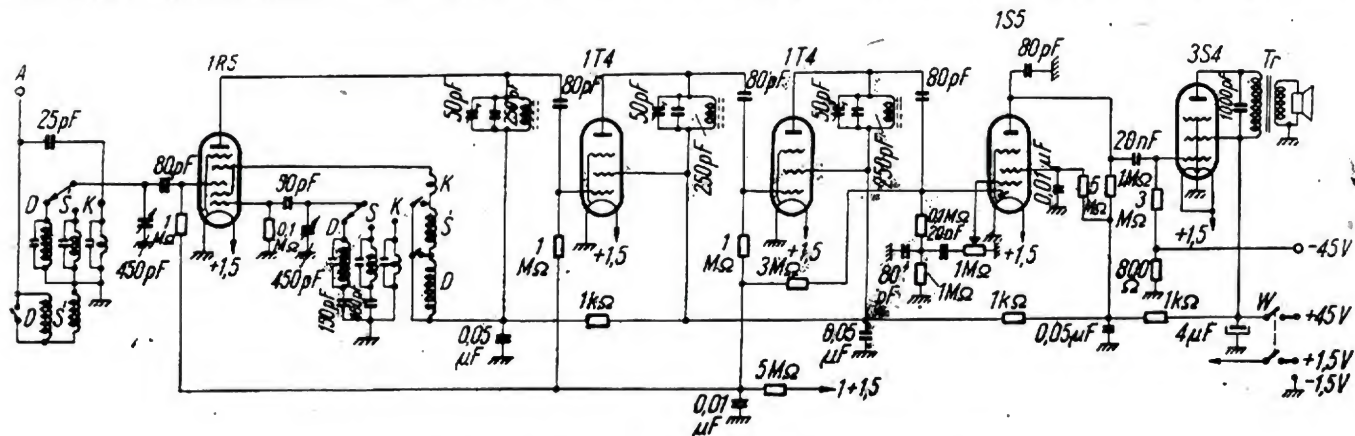 A
25pF
80pF
D
Ś
K
1
MΩ
450pF
D
Ś
1R5
+1,5
0,1
MΩ
90pF
450pF
D
S
K
190pF
K
Ś
D
0,05
μF
50pF
250pF
80pF
1T4
+1,5
1
MΩ
1kΩ
50pF
250pF
80pF
1T4
+1,5
1
MΩ
3MΩ
5MΩ
1+1,5
0,01
μF
50pF
250pF
80pF
0,05
μF
0,1MΩ
20nF
80
pF
1MΩ
1MΩ
1S5
80pF
+1,5
0,01μF
5
MΩ
1MΩ
20nF
1kΩ
0,05μF
3
MΩ
800
Ω
1kΩ
3S4
+1,5
1000pF
Tr
4μF
W
-45V
+45V
+1,5V
-1,5V